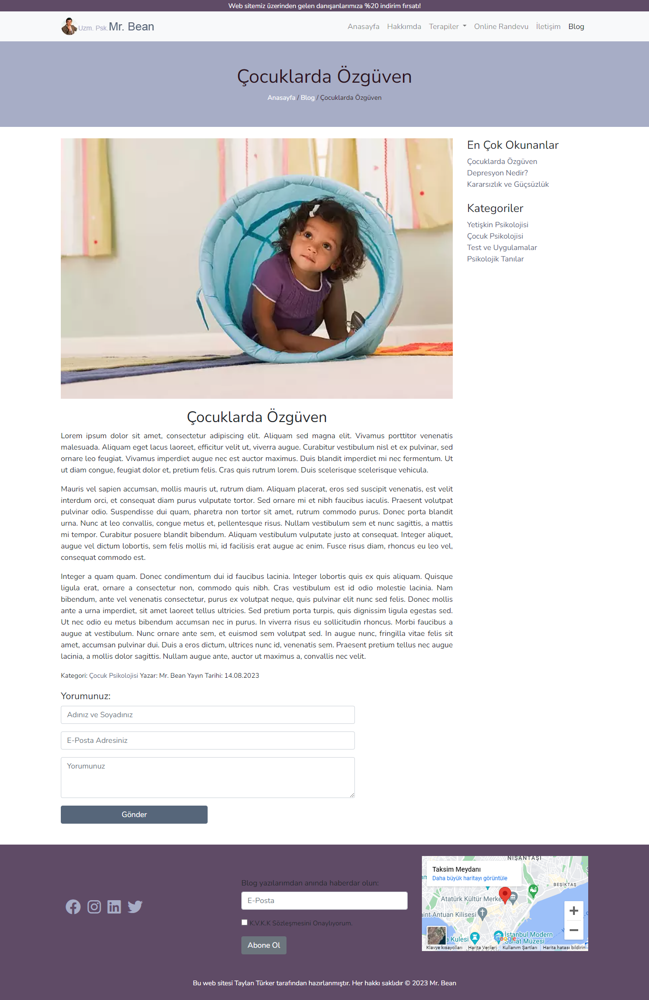 Web sitemiz üzerinden gelen danışanlarımıza %20 indirim fırsatı!
Uzm. Psk.Mr. Bean
Anasayfa Hakkımda Terapiler Online Randevu İletişim Blog
Çocuklarda Özgüven
Anasayfa / Blog / Çocuklarda Özgüven
En Çok Okunanlar
Çocuklarda Özgüven
Depresyon Nedir?
Kararsızlık ve Güçsüzlük
Kategoriler
Yetişkin Psikolojisi
Çocuk Psikolojisi
Test ve Uygulamalar
Psikolojik Tanılar
Çocuklarda Özgüven
Lorem ipsum dolor sit amet, consectetur adipiscing elit. Aliquam sed magna elit. Vivamus porttitor venenatis
malesuada. Aliquam eget lacus laoreet, efficitur velit ut, viverra augue. Curabitur vestibulum nisl et ex pulvinar, sed
ornare leo feugiat. Vivamus imperdiet augue nec est auctor maximus. Duis blandit imperdiet mi nec fermentum. Ut
ut diam congue, feugiat dolor et, pretium felis. Cras quis rutrum lorem. Duis scelerisque scelerisque vehicula.
Mauris vel sapien accumsan, mollis mauris ut, rutrum diam. Aliquam placerat, eros sed suscipit venenatis, est velit
interdum orci, et consequat diam purus vulputate tortor. Sed ornare mi et nibh faucibus iaculis. Praesent volutpat
pulvinar odio. Suspendisse dui quam, pharetra non tortor sit amet, rutrum commodo purus. Donec porta blandit
urna. Nunc at leo convallis, congue metus et, pellentesque risus. Nullam vestibulum sem et nunc sagittis, a mattis
mi tempor. Curabitur posuere blandit bibendum. Aliquam vestibulum vulputate justo at consequat. Integer aliquet,
augue vel dictum lobortis, sem felis mollis mi, id facilisis erat augue ac enim. Fusce risus diam, rhoncus eu leo vel,
consequat commodo est.
Integer a quam quam. Donec condimentum dui id faucibus lacinia. Integer lobortis quis ex quis aliquam. Quisque
ligula erat, ornare a consectetur non, commodo quis nibh. Cras vestibulum est id odio molestie lacinia. Nam
bibendum, ante vel venenatis consectetur, purus ex volutpat neque, quis pulvinar elit nunc sed felis. Donec mollis
ante a urna imperdiet, sit amet laoreet tellus ultricies. Sed pretium porta turpis, quis dignissim ligula egestas sed.
Ut nec odio eu metus bibendum accumsan nec in purus. In viverra risus eu sollicitudin rhoncus. Morbi faucibus a
augue at vestibulum. Nunc ornare ante sem, et euismod sem volutpat sed. In augue nunc, fringilla vitae felis sit
amet, accumsan pulvinar dui. Duis a eros dictum, ultrices nunc id, venenatis sem. Praesent pretium tellus nec augue
lacinia, a mollis dolor sagittis. Nullam augue ante, auctor ut maximus a, convallis nec velit.
Kategori: Çocuk Psikolojisi Yazar: Mr. Bean Yayın Tarihi: 14.08.2023
Yorumunuz:
Adınız ve Soyadınız
E-Posta Adresiniz
Yorumunuz
Gönder
Blog yazılarımdan anında haberdar olun:
E-Posta
K.V.K.K Sözleşmesini Onaylıyorum.
Abone Ol
NİŞANTAŞI
Taksim Meydanı
Daha büyük haritayı görüntüle
BEŞİKTAŞ
Atatürk Kültür Merke
int Antuan Kilisesi
a Kulesi
İstanbul Modern
Sanat Müzesi
Google
Klavye kısayolları Harita Verileri Kullanım Şartları Harita hatası bildirin
Bu web sitesi Taylan Türker tarafından hazırlanmıştır. Her hakkı saklıdır © 2023 Mr. Bean